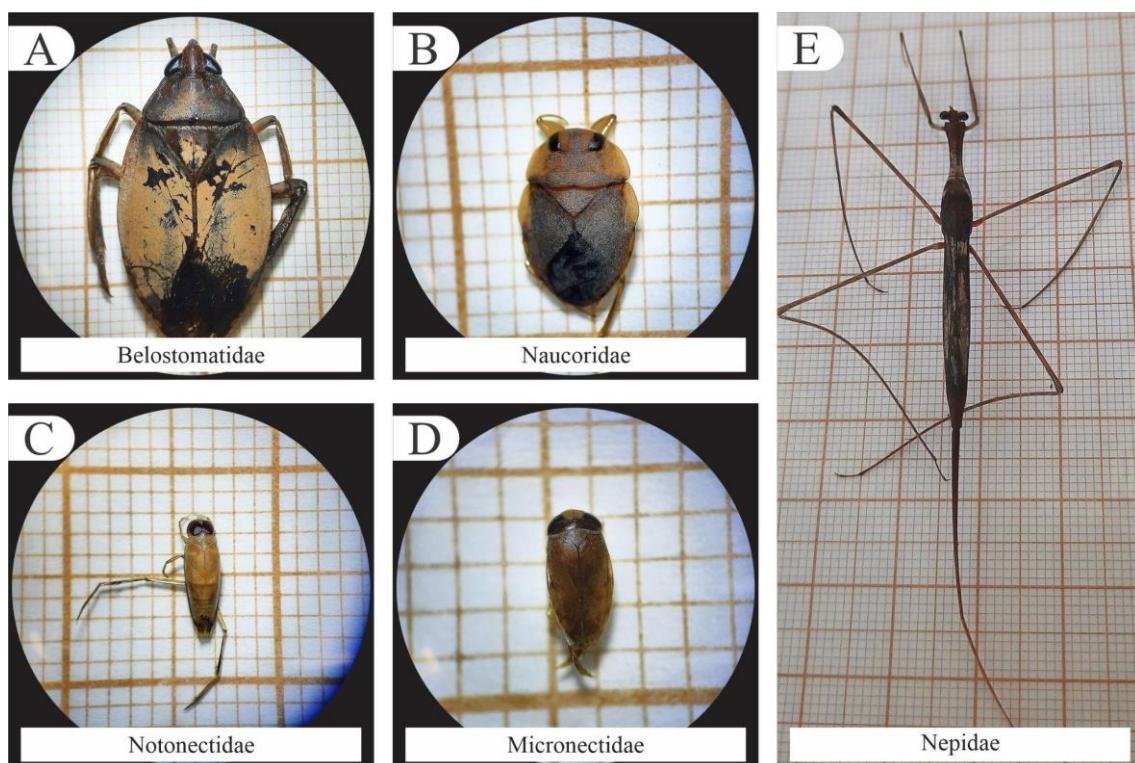 A
Belostomatidae
B
Naucoridae
C
Notonectidae
D
Micronectidae
E
Nepidae